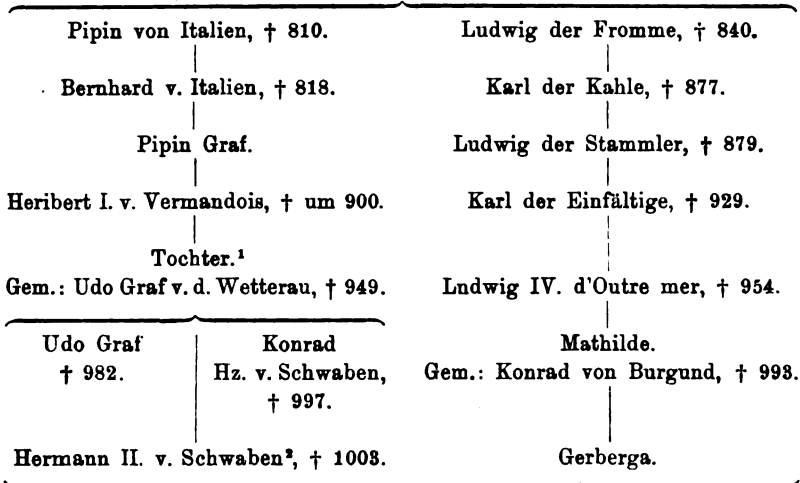 Pipin von Italien, † 810.
Ludwig der Fromme, † 840.
Bernhard v. Italien, † 818.
Karl der Kahle, † 877.
Pipin Graf.
Ludwig der Stammler, † 879.
Heribert I. v. Vermandois, † um 900.
Karl der Einfältige, † 929.
Tochter.¹
Gem.: Udo Graf v. d. Wetterau, † 949.
Lndwig IV. d'Outre mer, † 954.
Udo Graf
† 982.
Konrad
Hz. v. Schwaben,
† 997.
Mathilde.
Gem.: Konrad von Burgund, † 993.
Hermann II. v. Schwaben², † 1003.
Gerberga.